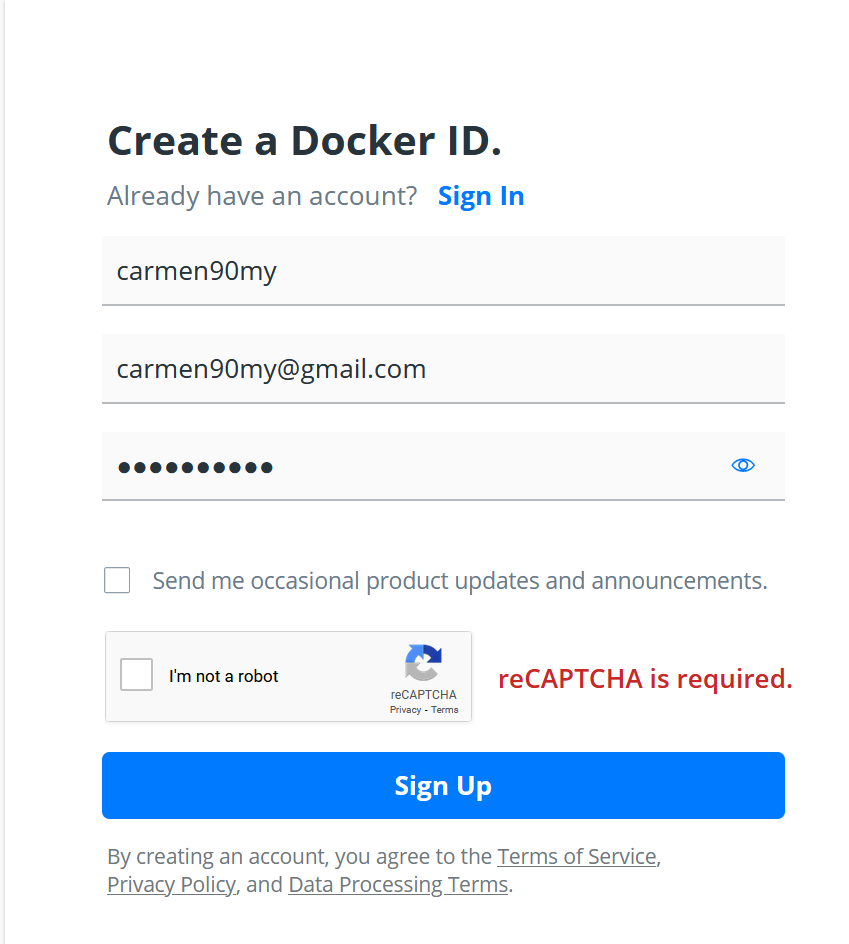 Create a Docker ID.
Already have an account? Sign In
carmen90my
carmen90my@gmail.com
●●●●●●●●●●
Send me occasional product updates and announcements.
I'm not a robot
reCAPTCHA
Privacy - Terms
reCAPTCHA is required.
Sign Up
By creating an account, you agree to the Terms of Service,
Privacy Policy, and Data Processing Terms.